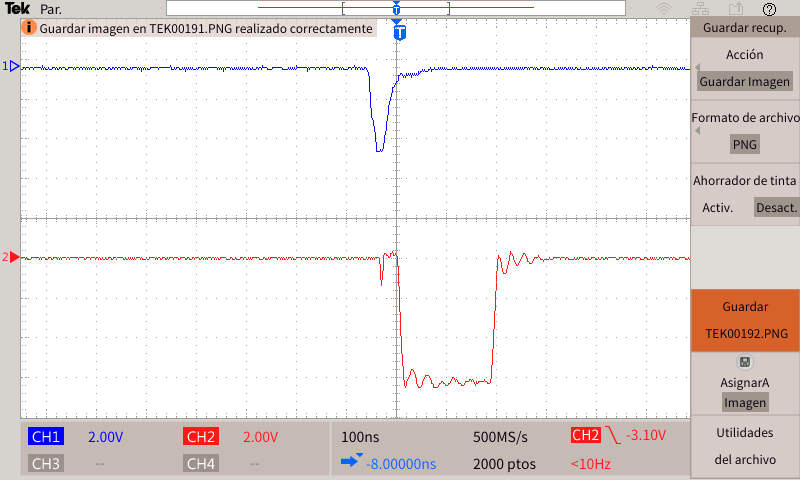 Tek Par.
T
i Guardar imagen en TEK00191.PNG realizado correctamente
T
1
2
Guardar recup.
Acción
Guardar Imagen
Formato de archivo
PNG
Ahorrador de tinta
Activ. Desact.
Guardar
TEK00192.PNG
AsignarA
Imagen
Utilidades
del archivo
CH1 2.00V CH2 2.00V 100ns 500MS/s CH2 -3.10V
CH3 -- CH4 -- -8.00000ns 2000 ptos <10Hz